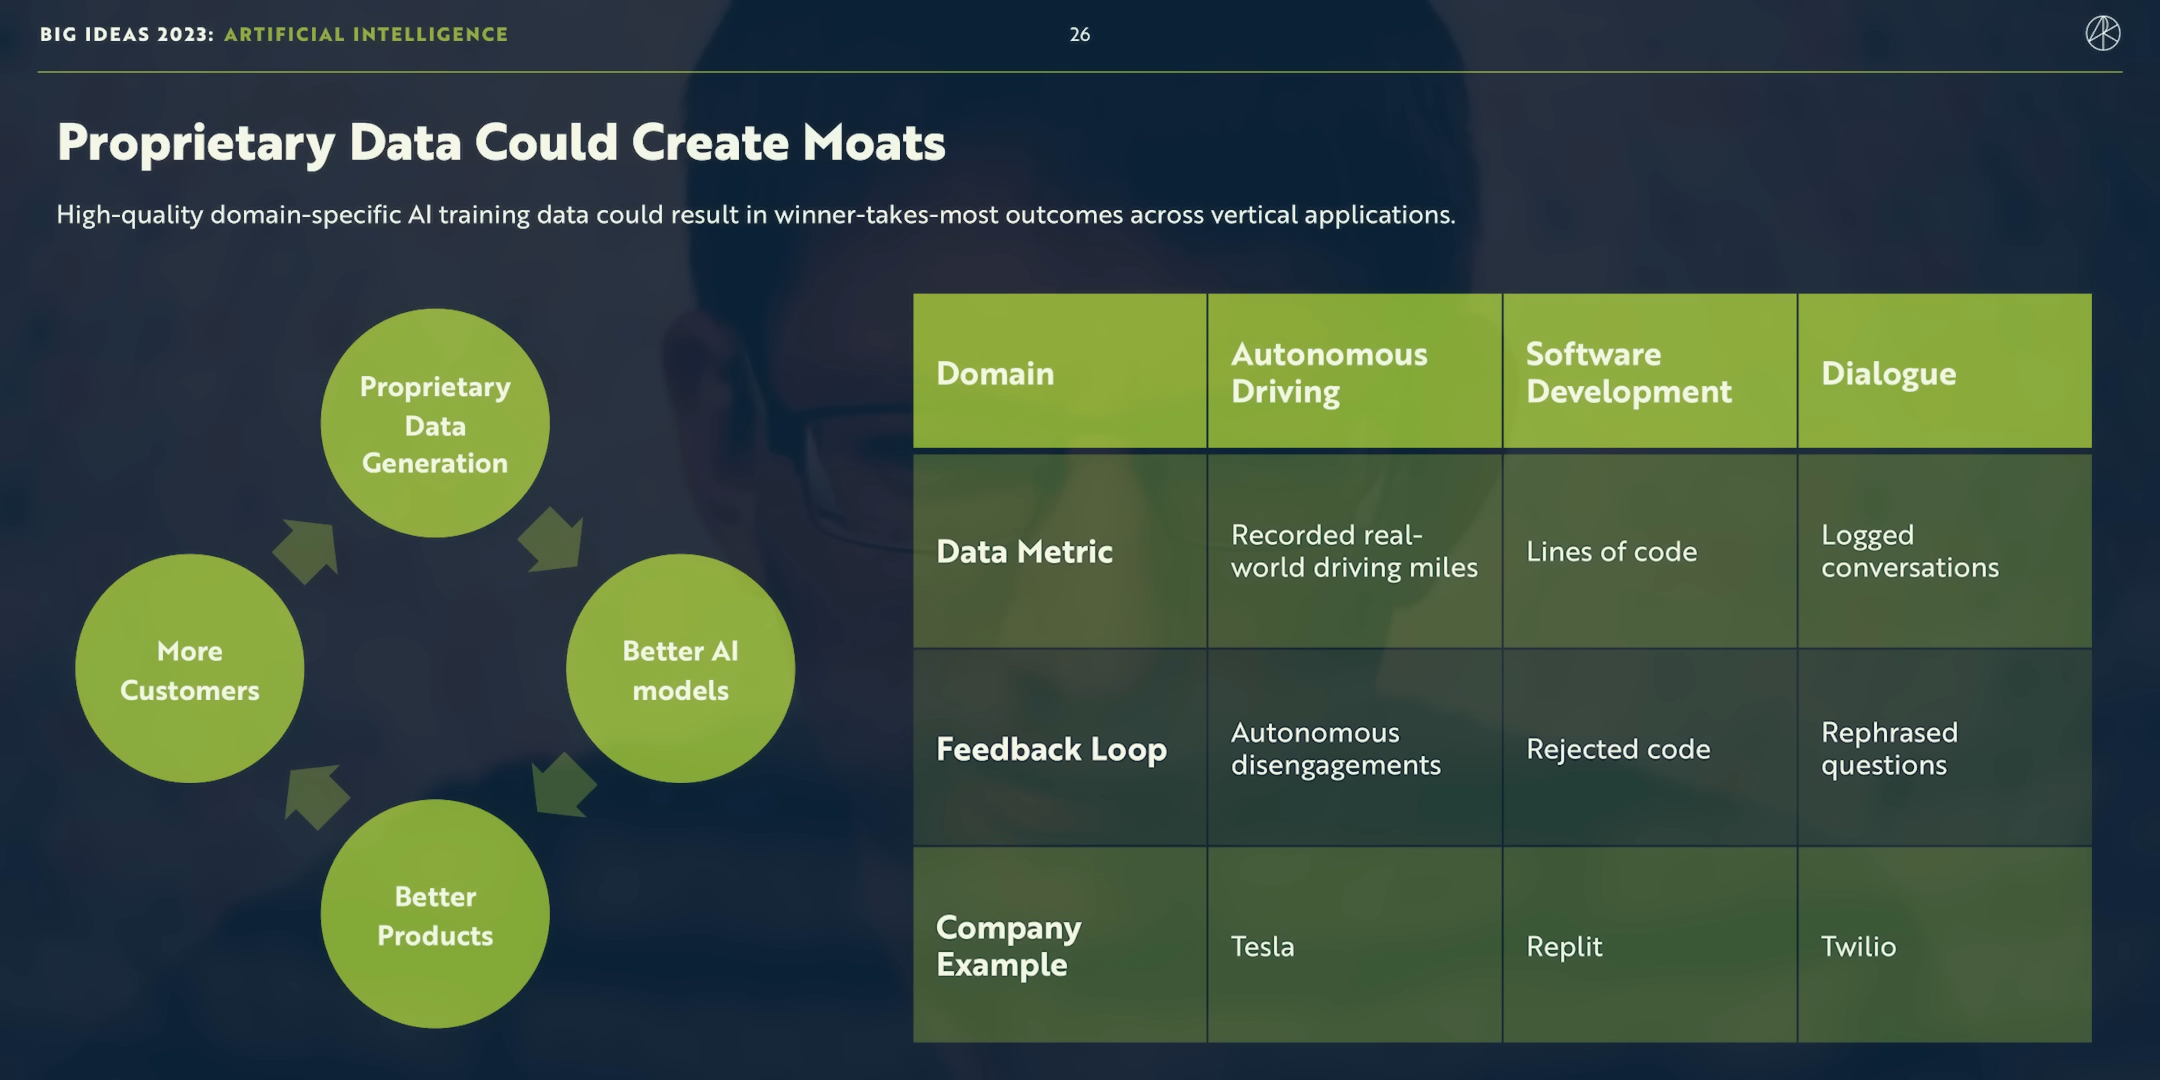 BIG IDEAS 2023: ARTIFICIAL INTELLIGENCE
26
Proprietary Data Could Create Moats
High-quality domain-specific AI training data could result in winner-takes-most outcomes across vertical applications.
Proprietary
Data
Generation
Better AI
models
Better
Products
More
Customers
Domain
Autonomous
Driving
Software
Development
Dialogue
Data Metric
Recorded real-
world driving miles
Lines of code
Logged
conversations
Feedback Loop
Autonomous
disengagements
Rejected code
Rephrased
questions
Company
Example
Tesla
Replit
Twilio